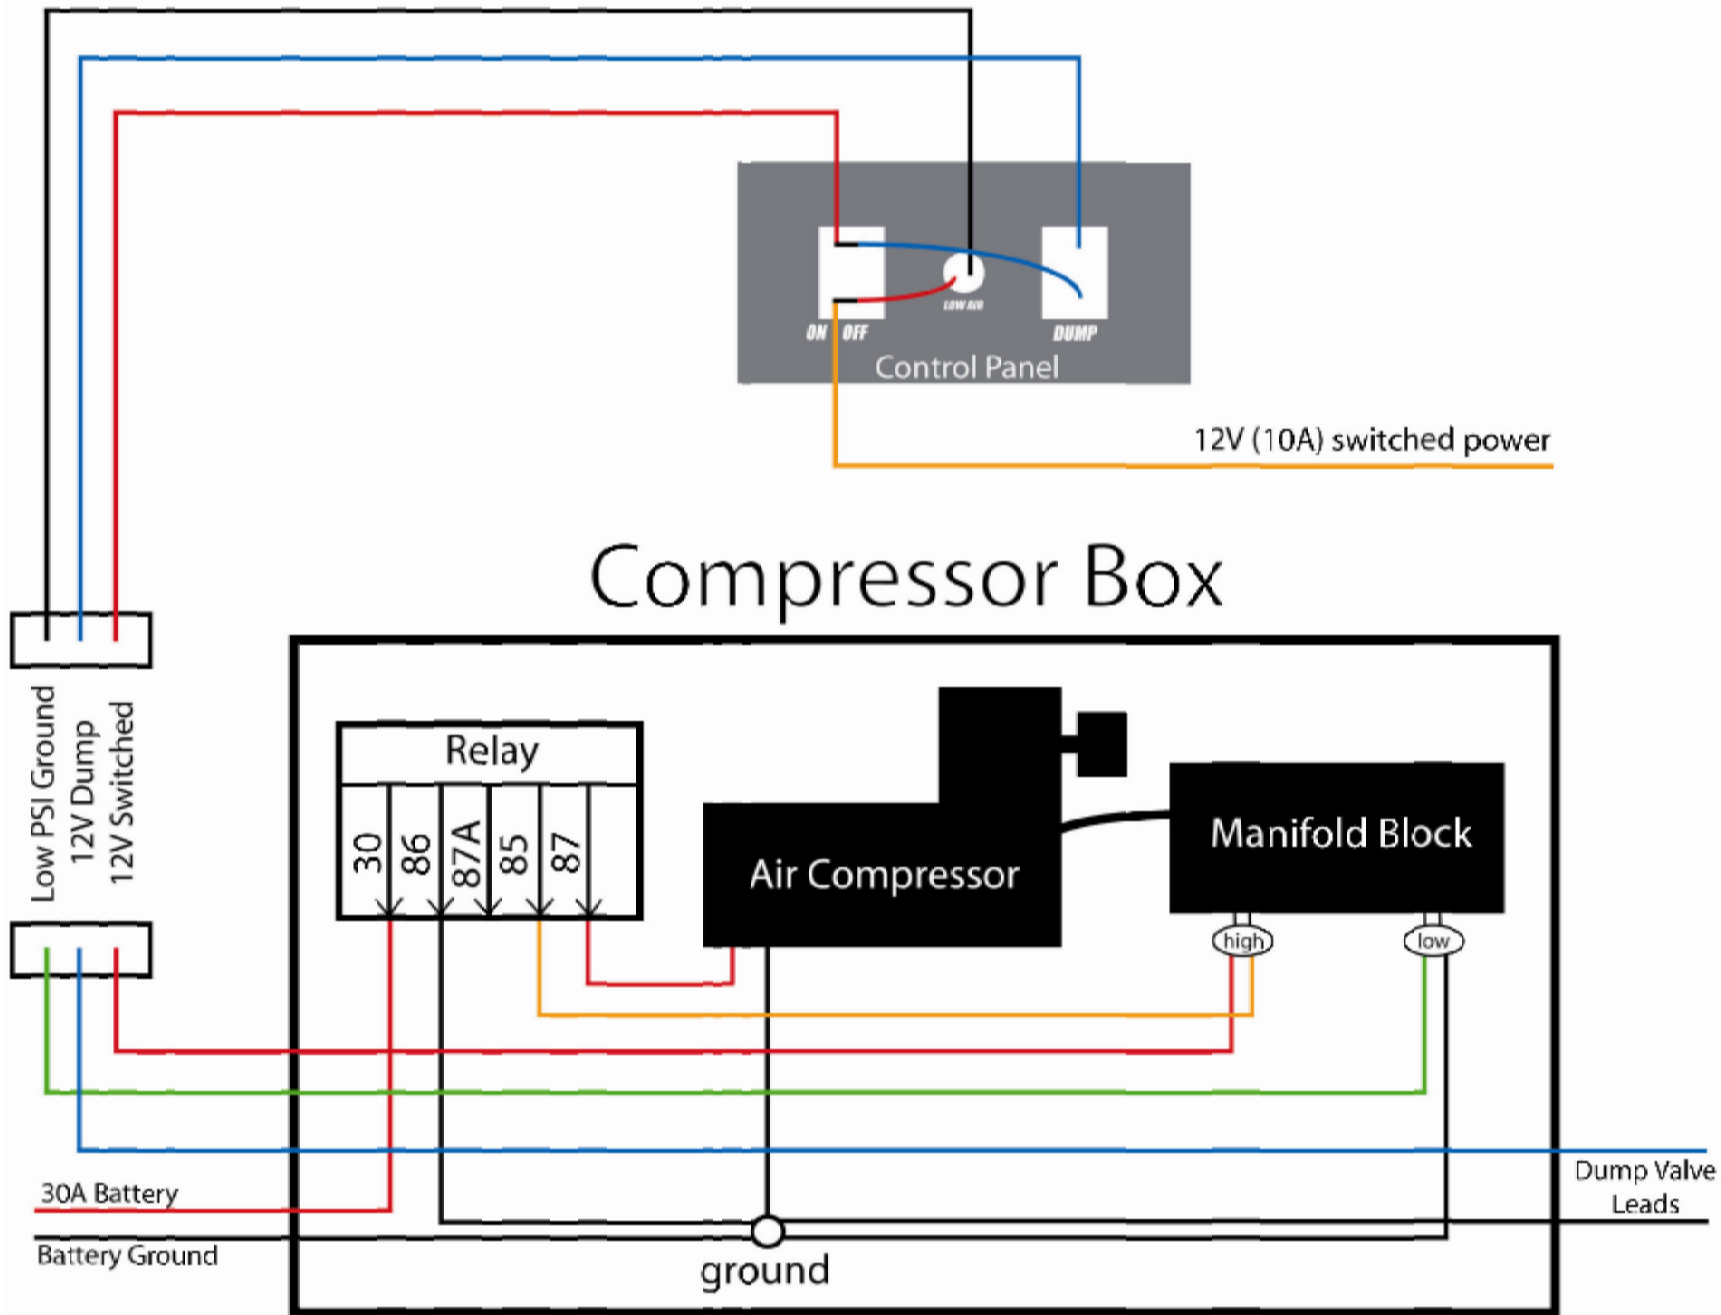 ON OFF
LOW AIR
DUMP
Control Panel
12V (10A) switched power
Compressor Box
Low PSI Ground
12V Dump
12V Switched
Relay
30
86
87A
85
87
Air Compressor
Manifold Block
high
low
30A Battery
Battery Ground
ground
Dump Valve
Leads